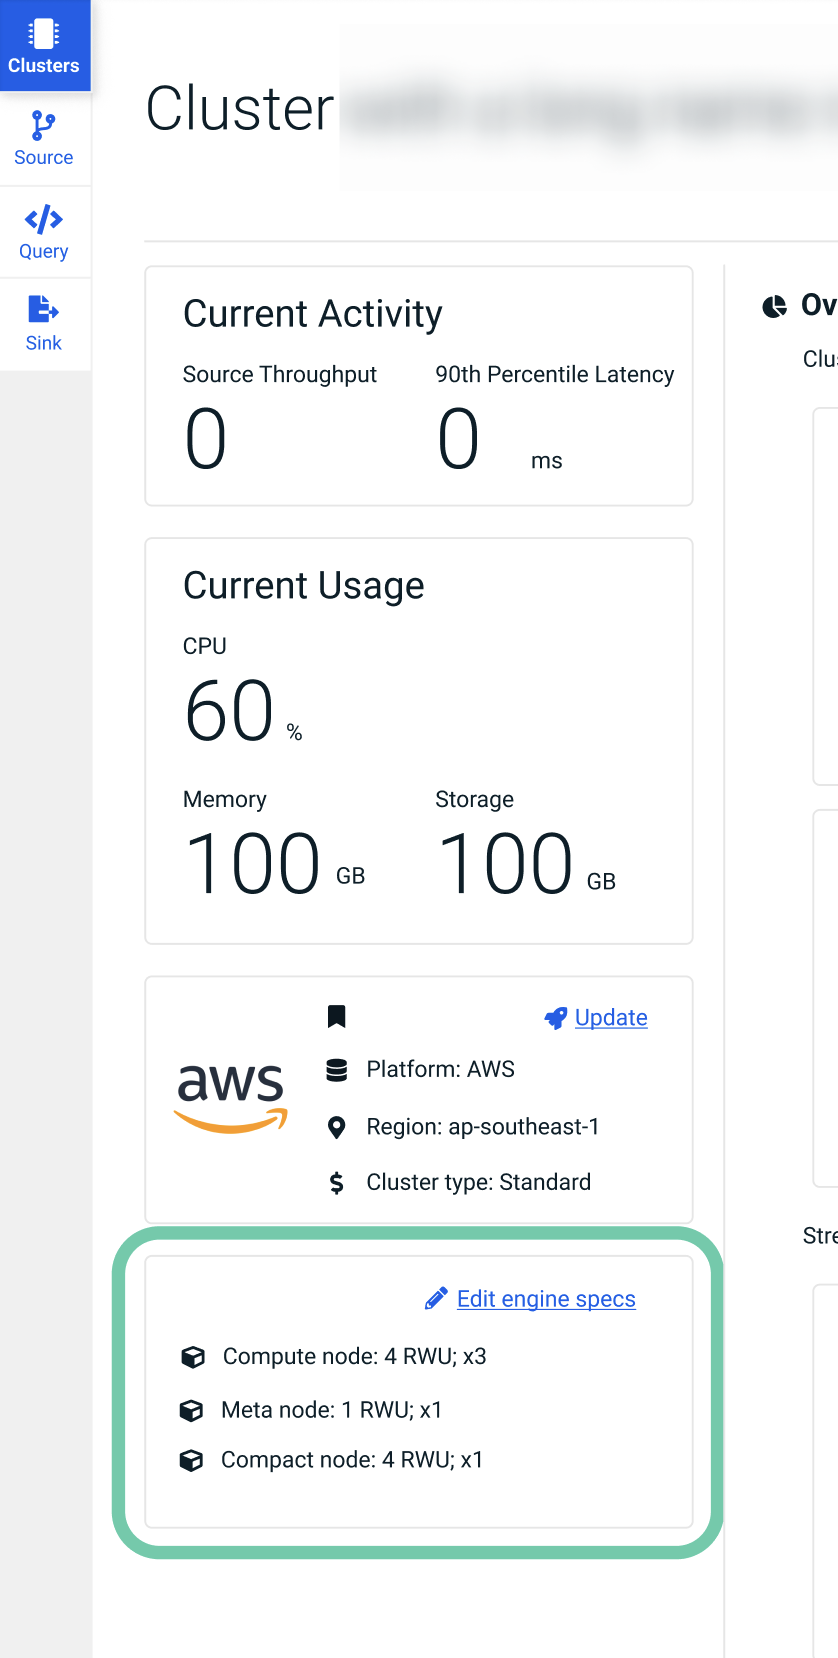 Clusters
Source
Query
Sink
Cluster
Current Activity
Source Throughput 90th Percentile Latency
0 0 ms
Current Usage
CPU
60 %
Memory Storage
100 GB 100 GB
Update
aws
Platform: AWS
Region: ap-southeast-1
Cluster type: Standard
Edit engine specs
Compute node: 4 RWU; x3
Meta node: 1 RWU; x1
Compact node: 4 RWU; x1
Ov
Clu
Stre